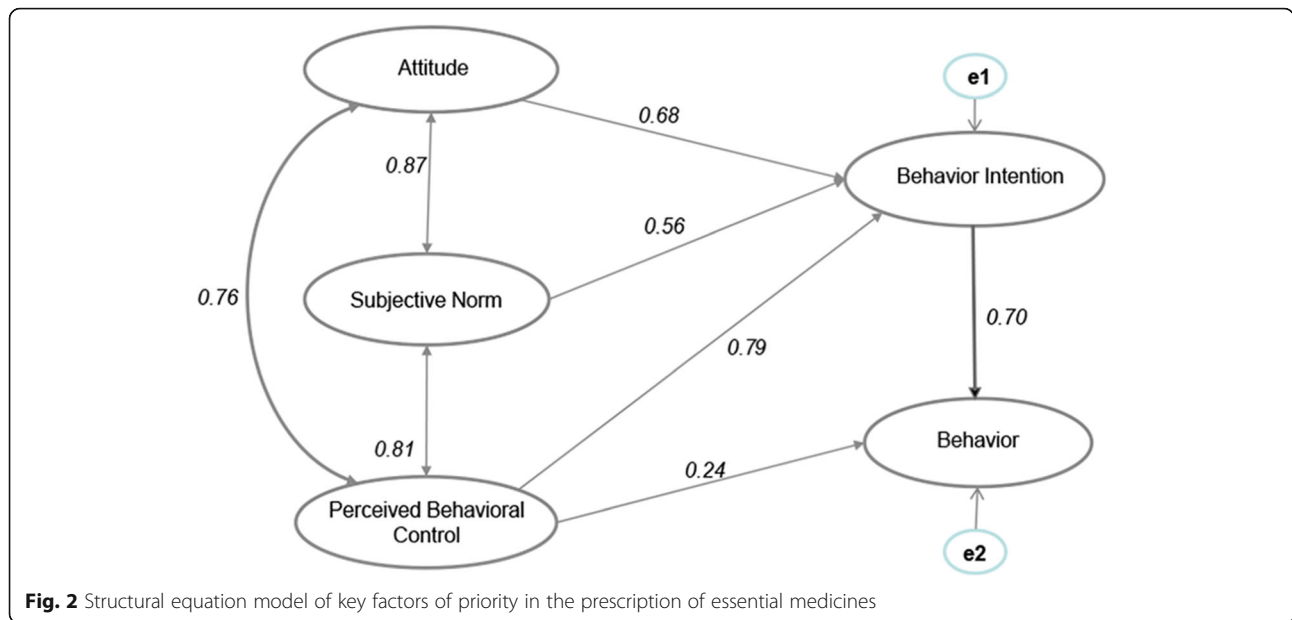 Attitude
e1
0.68
Behavior Intention
0.87
0.56
0.76
Subjective Norm
0.79
0.70
0.81
Behavior
0.24
Perceived Behavioral
Control
e2
Fig. 2 Structural equation model of key factors of priority in the prescription of essential medicines